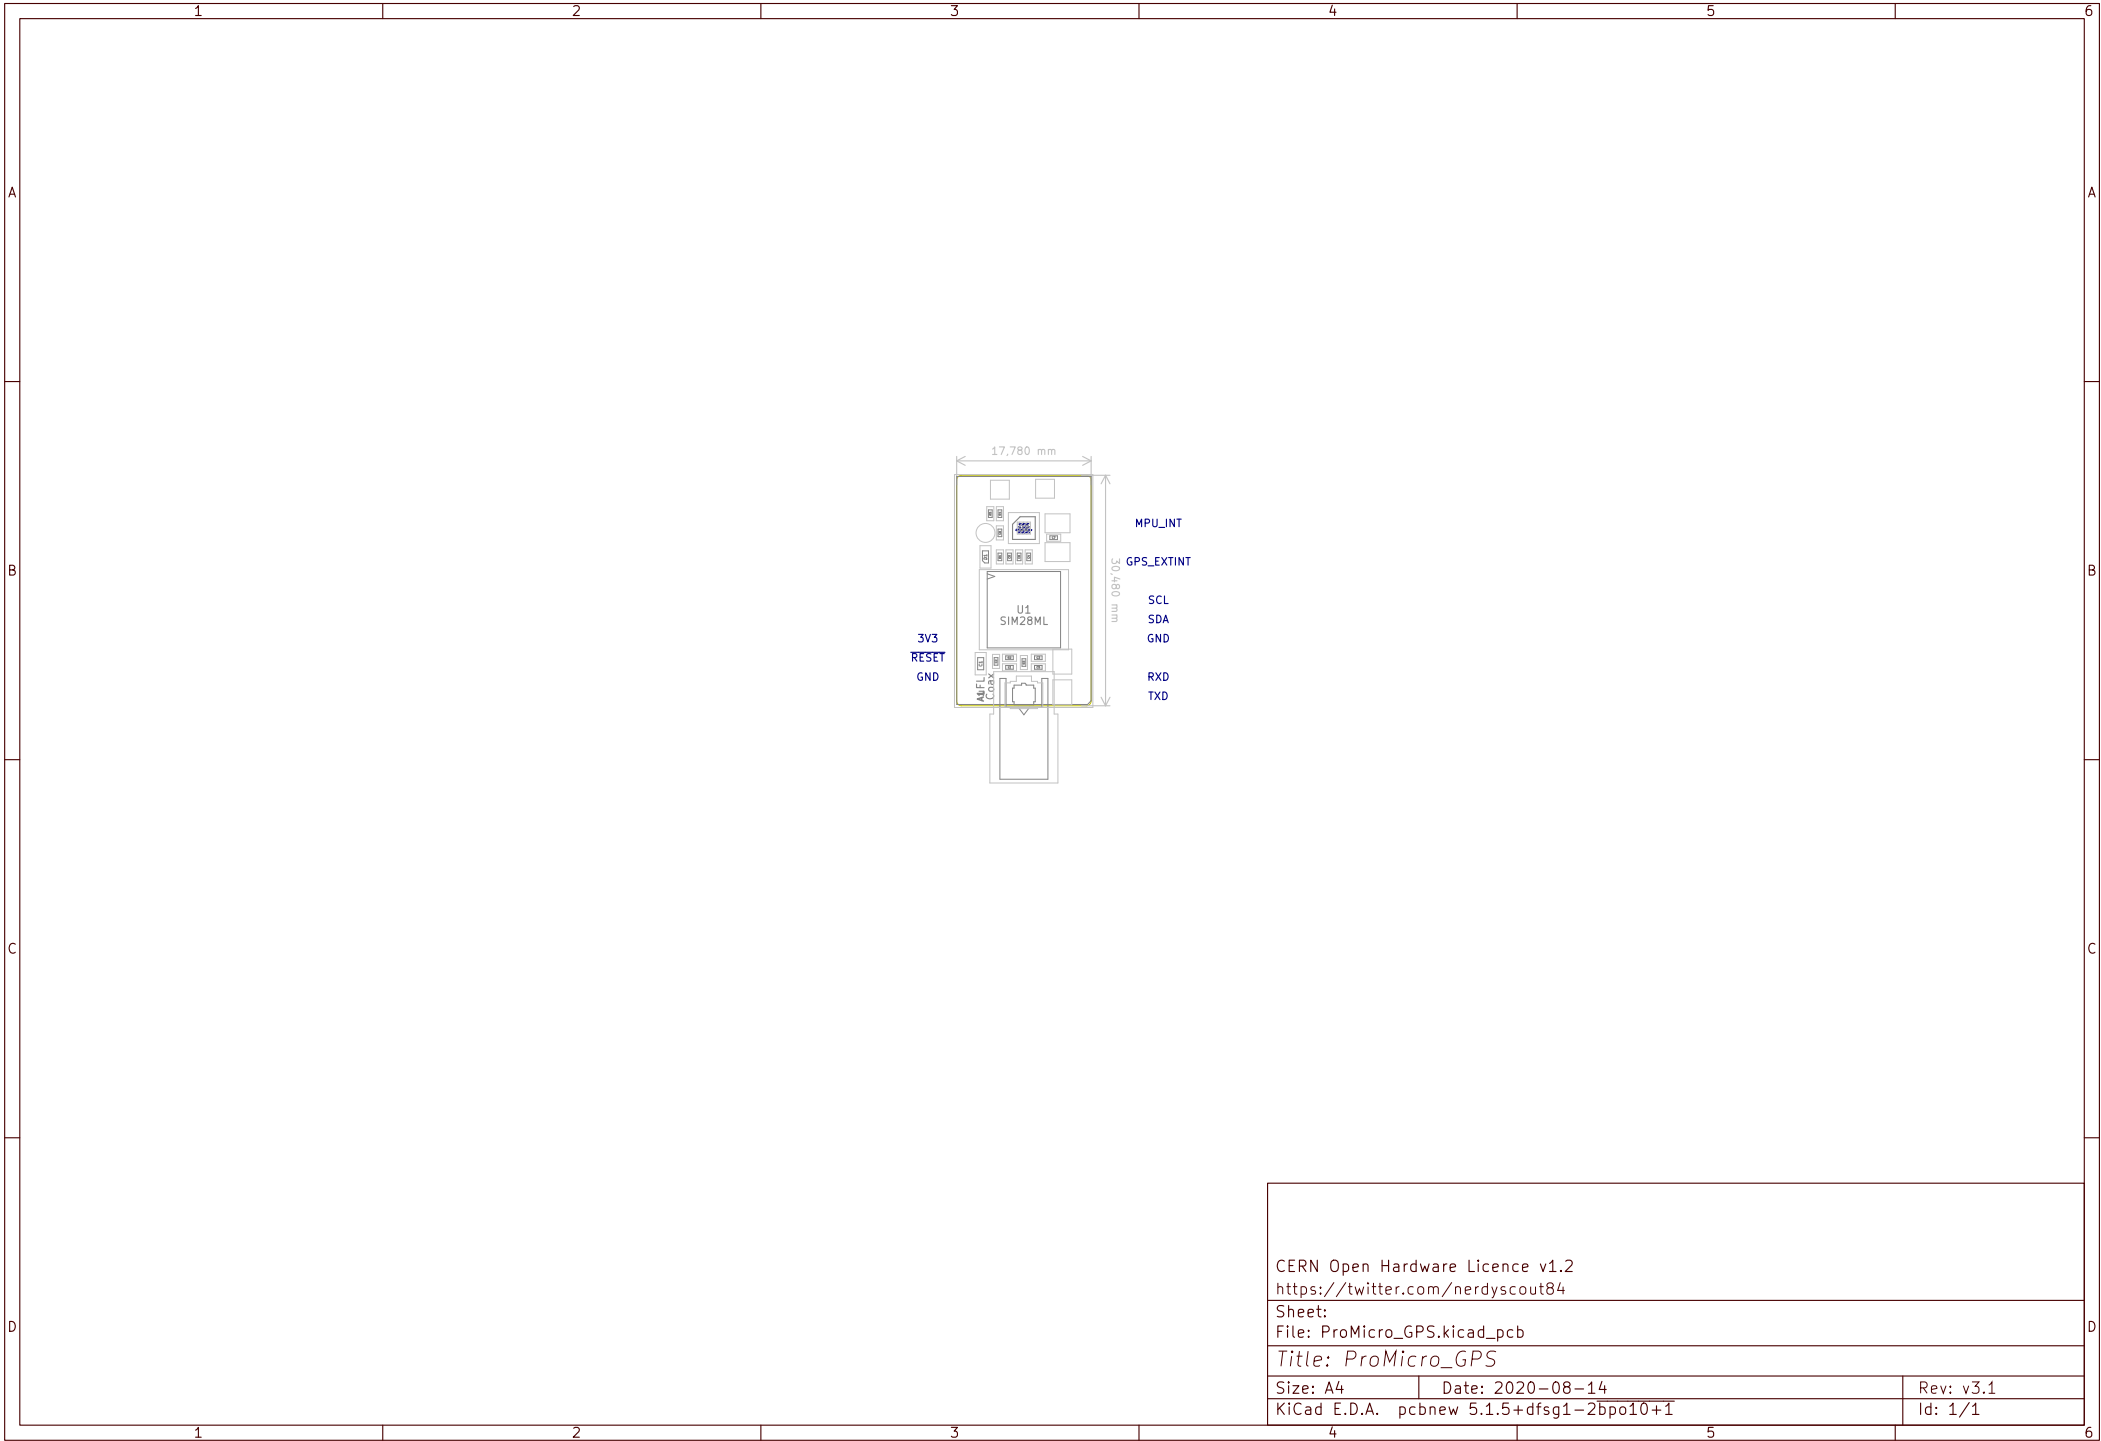 1 2 3 4 5 6
A A
17,780 mm
MPU_INT
GPS_EXTINT
B B
30,480 mm
SCL
U1
SIM28ML
SDA
3V3 GND
RESET
GND RXD
TXD
Coax
C C
CERN Open Hardware Licence v1.2
https://twitter.com/nerdyscout84
Sheet:
D D
File: ProMicro_GPS.kicad_pcb
Title: ProMicro_GPS
Size: A4 Date: 2020-08-14 Rev: v3.1
KiCad E.D.A. pcbnew 5.1.5+dfsg1-2bpo10+1 Id: 1/1
1 2 3 4 5 6